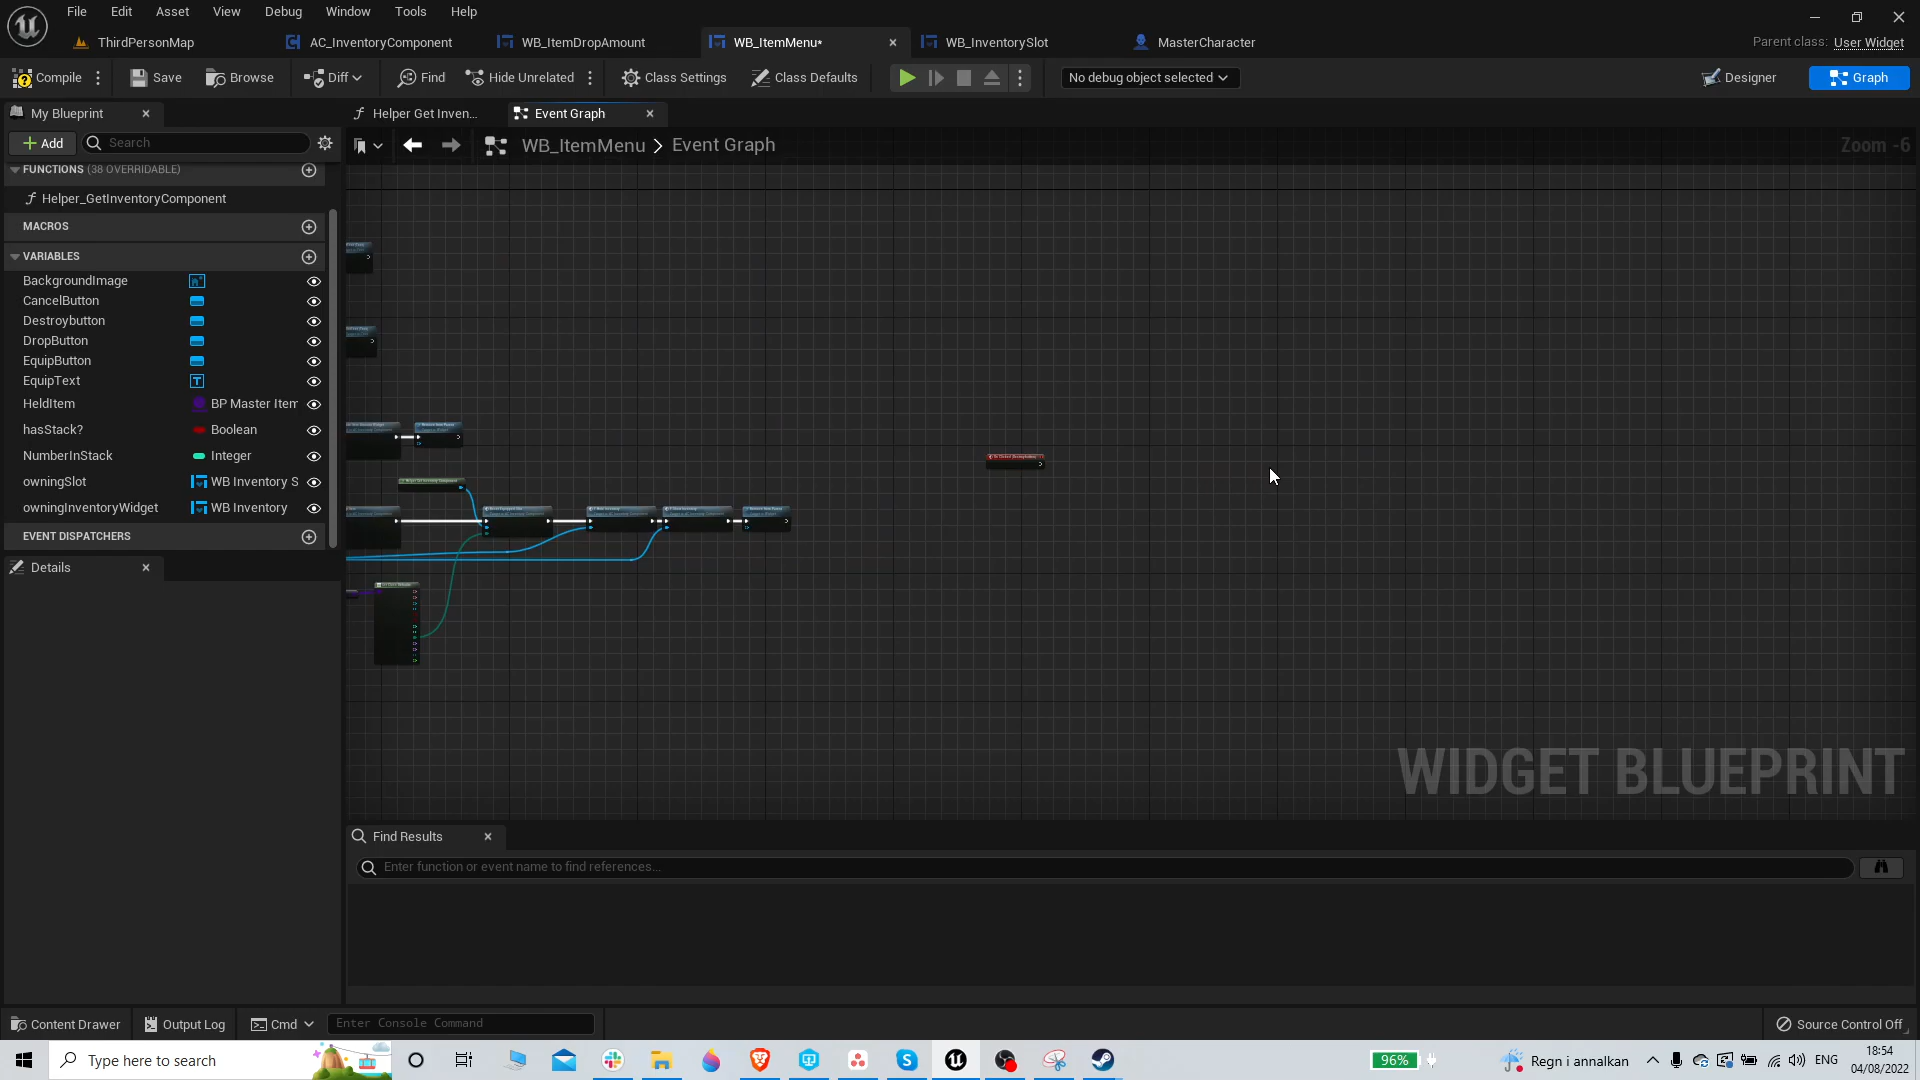 File Edit Asset View Debug Window Tools Help
ThirdPersonMap AC_InventoryComponent WB_ItemDropAmount WB_ItemMenu* WB_InventorySlot MasterCharacter Parent class: User Widget
Compile Save Browse Diff Find Hide Unrelated Class Settings Class Defaults No debug object selected Designer Graph
My Blueprint Helper Get Inven... Event Graph
Add Search WB_ItemMenu > Event Graph Zoom -6
FUNCTIONS (38 OVERRIDABLE)
Helper_GetInventoryComponent
MACROS
VARIABLES
BackgroundImage
CancelButton
Destroybutton
DropButton
EquipButton
EquipText
HeldItem BP Master Item
hasStack? Boolean
NumberInStack Integer
owningSlot WB Inventory S
owningInventoryWidget WB Inventory
EVENT DISPATCHERS
Details
WIDGET BLUEPRINT
Find Results
Enter function or event name to find references...
Content Drawer Output Log Cmd Enter Console Command Source Control Off
Type here to search 96% Regn i annalkan ENG 18:54
04/08/2022